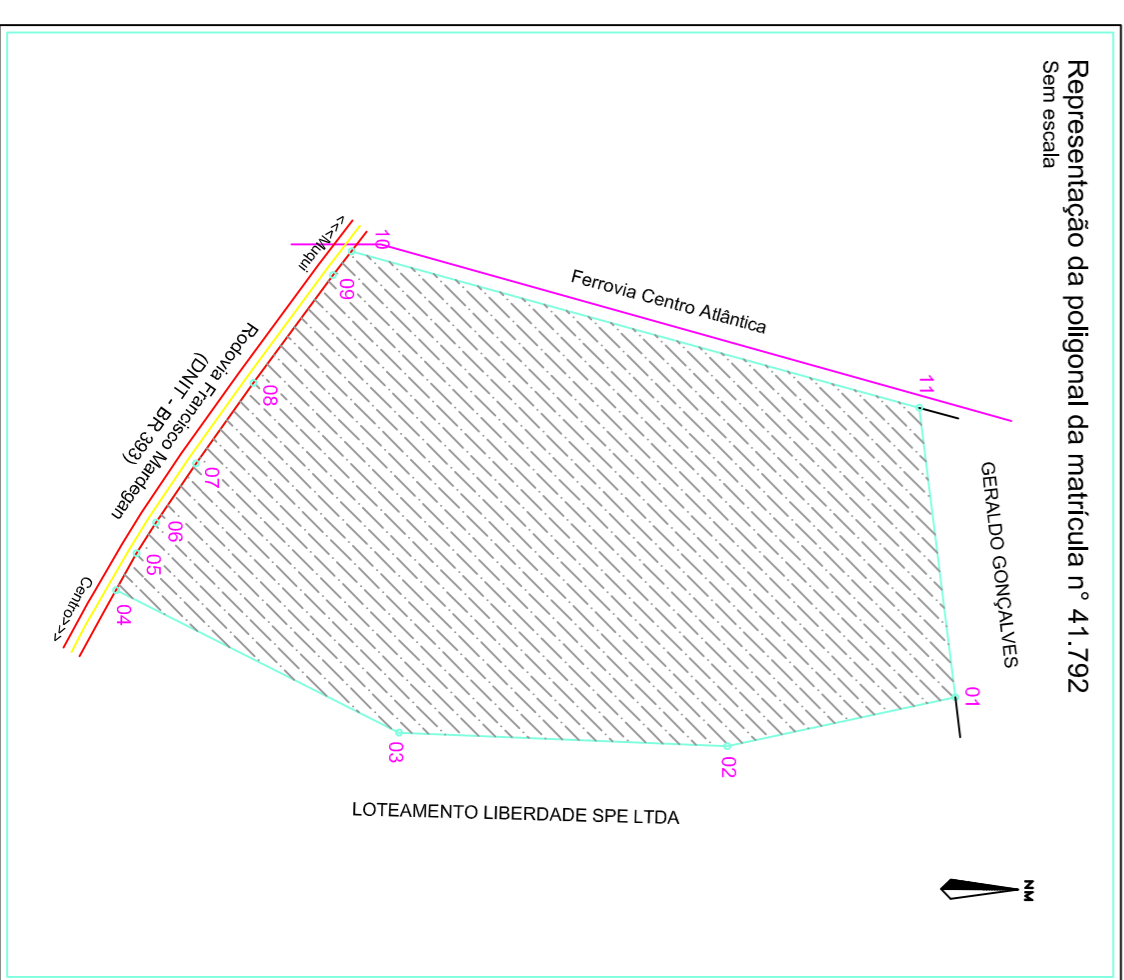 Representação da poligonal da matrícula n° 41.792
Sem escala
11
GERALDO GONÇALVES
01
Ferrovia Centro Atlântica
10
<<<Muqui
09
08
Rodovia Francisco Mardegan
(DNIT - BR 393)
07
06
05
04
Centro>>>
03
02
LOTEAMENTO LIBERDADE SPE LTDA
NM